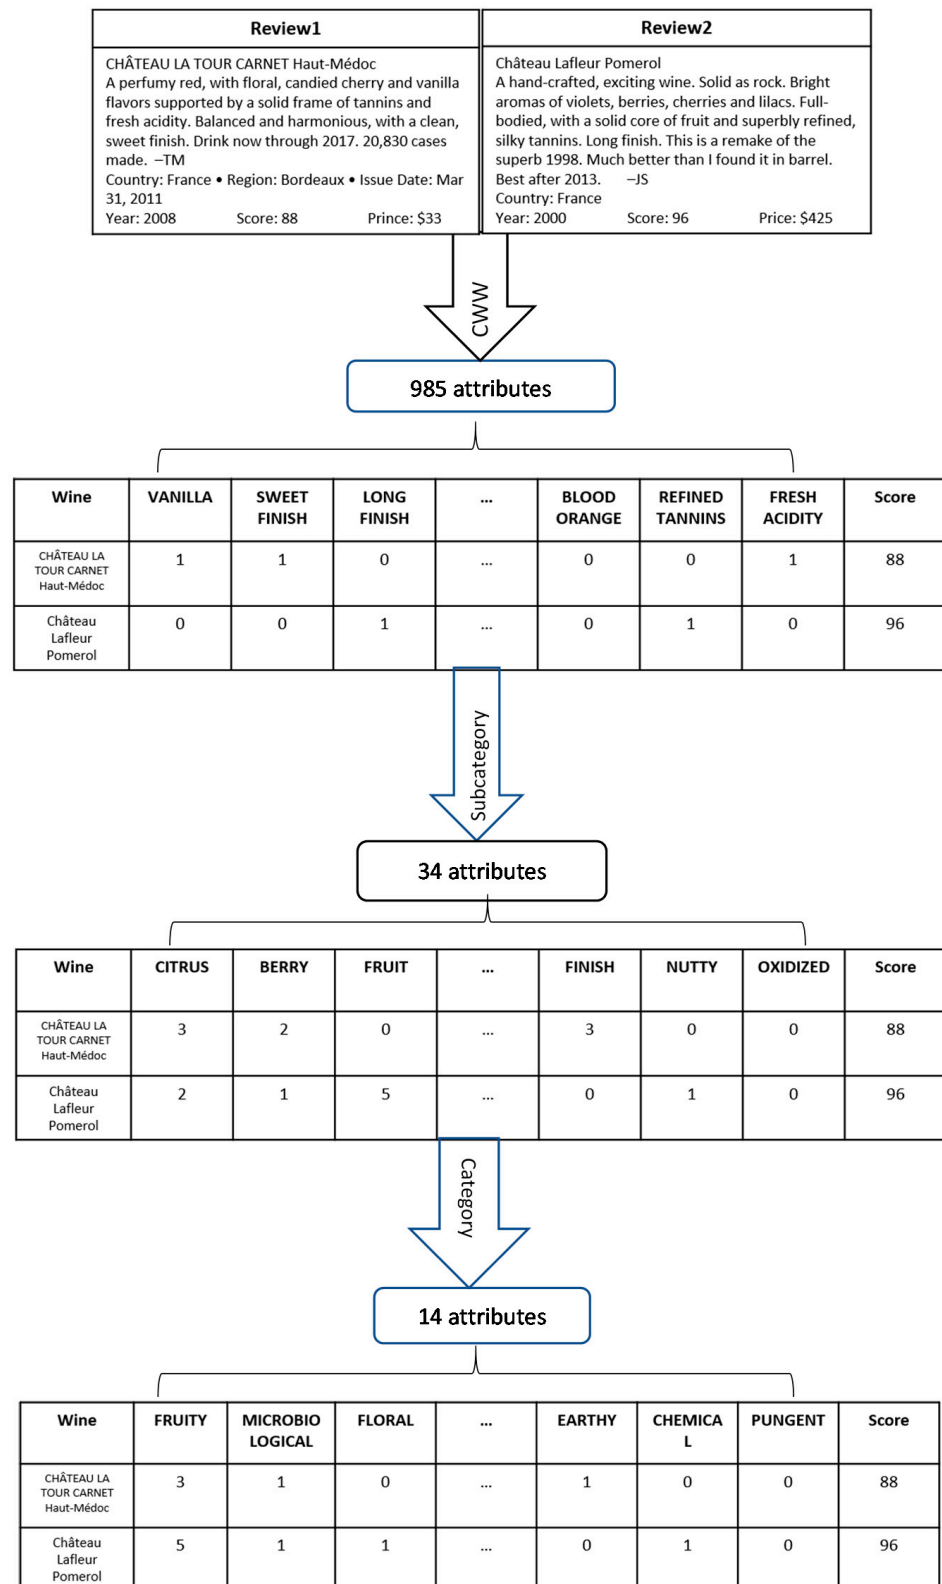 Review1
CHÂTEAU LA TOUR CARNET Haut-Médoc
A perfumy red, with floral, candied cherry and vanilla
flavors supported by a solid frame of tannins and
fresh acidity. Balanced and harmonious, with a clean,
sweet finish. Drink now through 2017. 20,830 cases
made. –TM
Country: France • Region: Bordeaux • Issue Date: Mar
31, 2011
Year: 2008 Score: 88 Prince: $33
Review2
Château Lafleur Pomerol
A hand-crafted, exciting wine. Solid as rock. Bright
aromas of violets, berries, cherries and lilacs. Full-
bodied, with a solid core of fruit and superbly refined,
silky tannins. Long finish. This is a remake of the
superb 1998. Much better than I found it in barrel.
Best after 2013. –JS
Country: France
Year: 2000 Score: 96 Price: $425
CWW
985 attributes
Wine VANILLA SWEET FINISH LONG FINISH ... BLOOD ORANGE REFINED TANNINS FRESH ACIDITY Score
CHÂTEAU LA TOUR CARNET Haut-Médoc 1 1 0 ... 0 0 1 88
Château Lafleur Pomerol 0 0 1 ... 0 1 0 96
Subcategory
34 attributes
Wine CITRUS BERRY FRUIT ... FINISH NUTTY OXIDIZED Score
CHÂTEAU LA TOUR CARNET Haut-Médoc 3 2 0 ... 3 0 0 88
Château Lafleur Pomerol 2 1 5 ... 0 1 0 96
Category
14 attributes
Wine FRUITY MICROBIO LOGICAL FLORAL ... EARTHY CHEMICA L PUNGENT Score
CHÂTEAU LA TOUR CARNET Haut-Médoc 3 1 0 ... 1 0 0 88
Château Lafleur Pomerol 5 1 1 ... 0 1 0 96